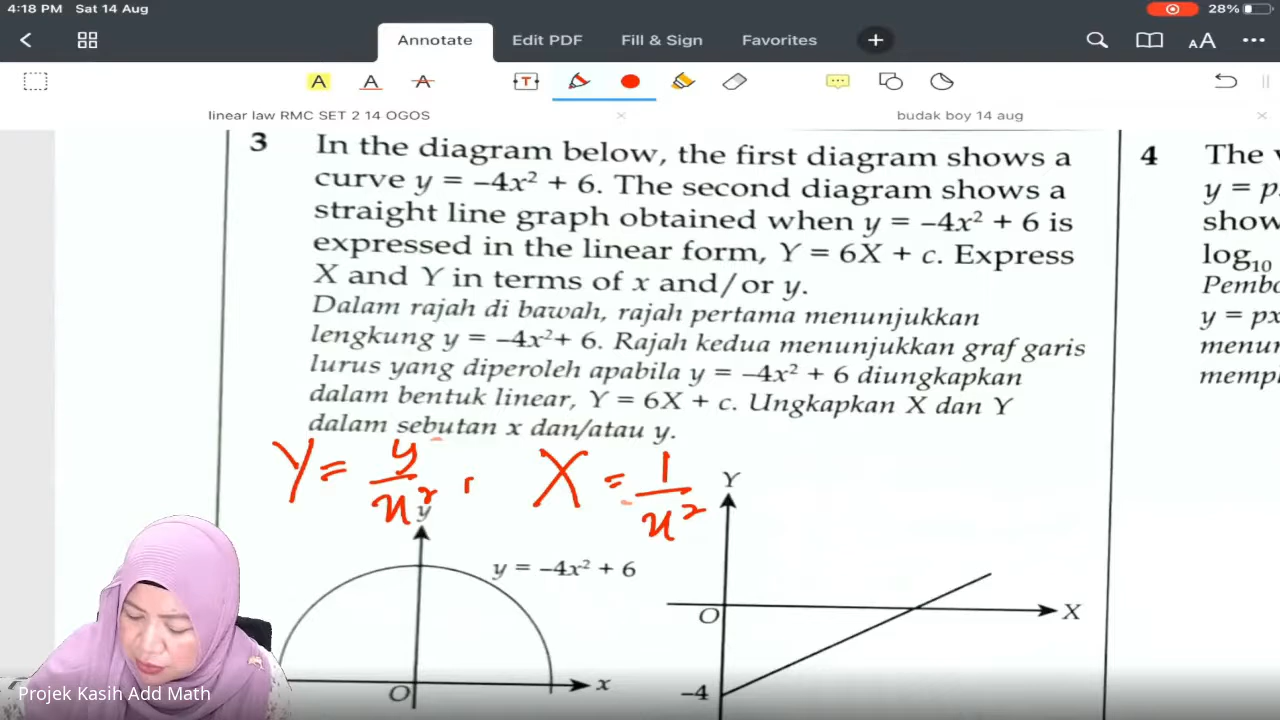 4:18 PM Sat 14 Aug
28%
Annotate Edit PDF Fill & Sign Favorites
A A A T AA
linear law RMC SET 2 14 OGOS
budak boy 14 aug
3 In the diagram below, the first diagram shows a
curve y = –4x² + 6. The second diagram shows a
straight line graph obtained when y = –4x² + 6 is
expressed in the linear form, Y = 6X + c. Express
X and Y in terms of x and/or y.
Dalam rajah di bawah, rajah pertama menunjukkan
lengkung y = –4x²+ 6. Rajah kedua menunjukkan graf garis
lurus yang diperoleh apabila y = –4x² + 6 diungkapkan
dalam bentuk linear, Y = 6X + c. Ungkapkan X dan Y
dalam sebutan x dan/atau y.
Y = y/x² , X = 1/x²
y
y = –4x² + 6
O
x
Y
O
X
–4
4 The
y = p
show
log₁₀
Pemb
y = px
menun
memp
Projek Kasih Add Math